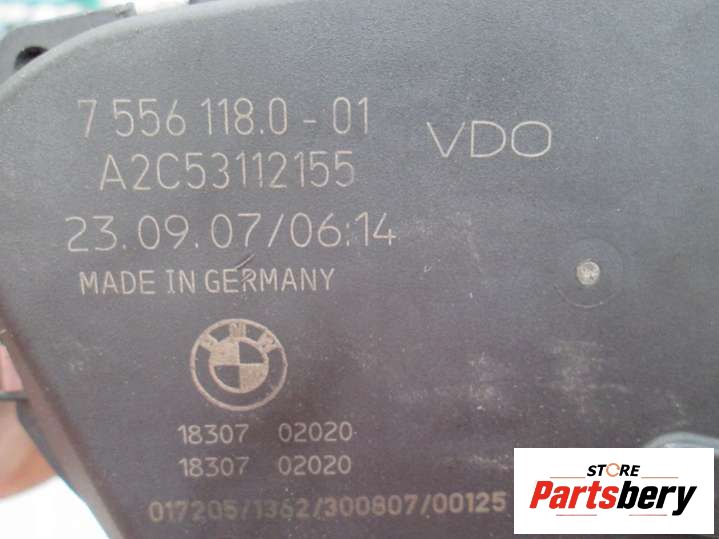 7 556 118.0 - 01
VDO
A2C53112155
23.09.07/06:14
MADE IN GERMANY
BMW
18307 02020
18307 02020
017205/1362/300807/00125
STORE
Partsbery